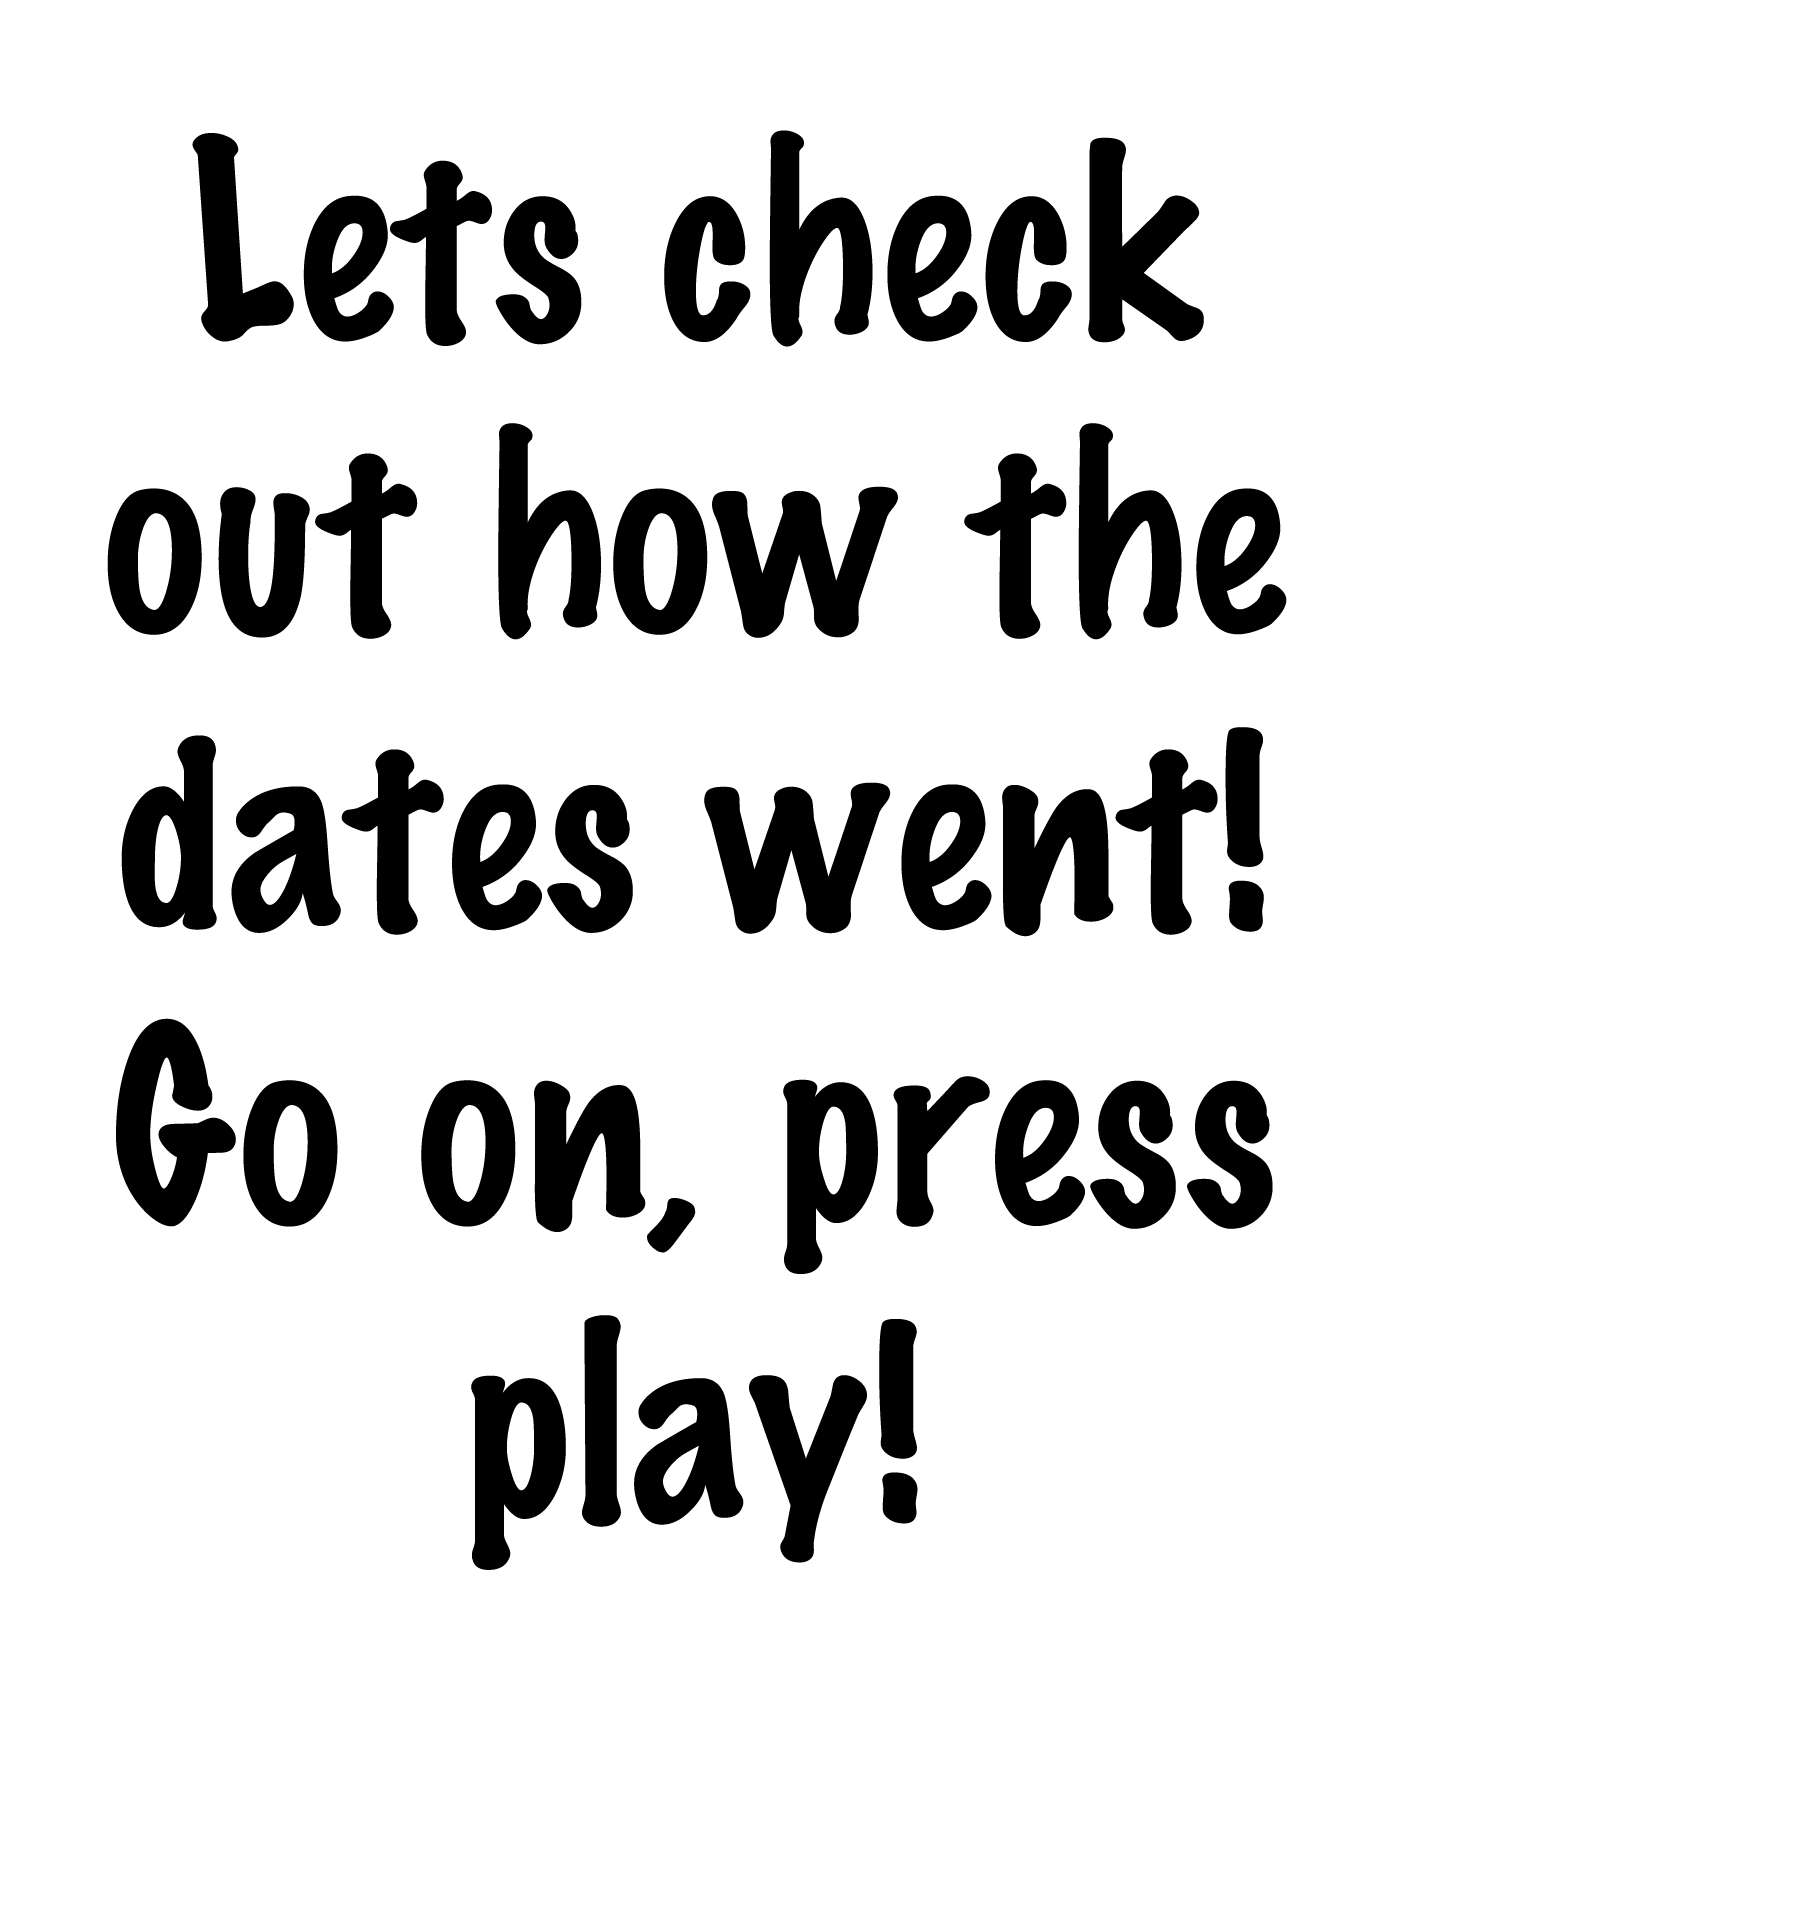 Lets check
out how the
dates went!
Go on, press
play!